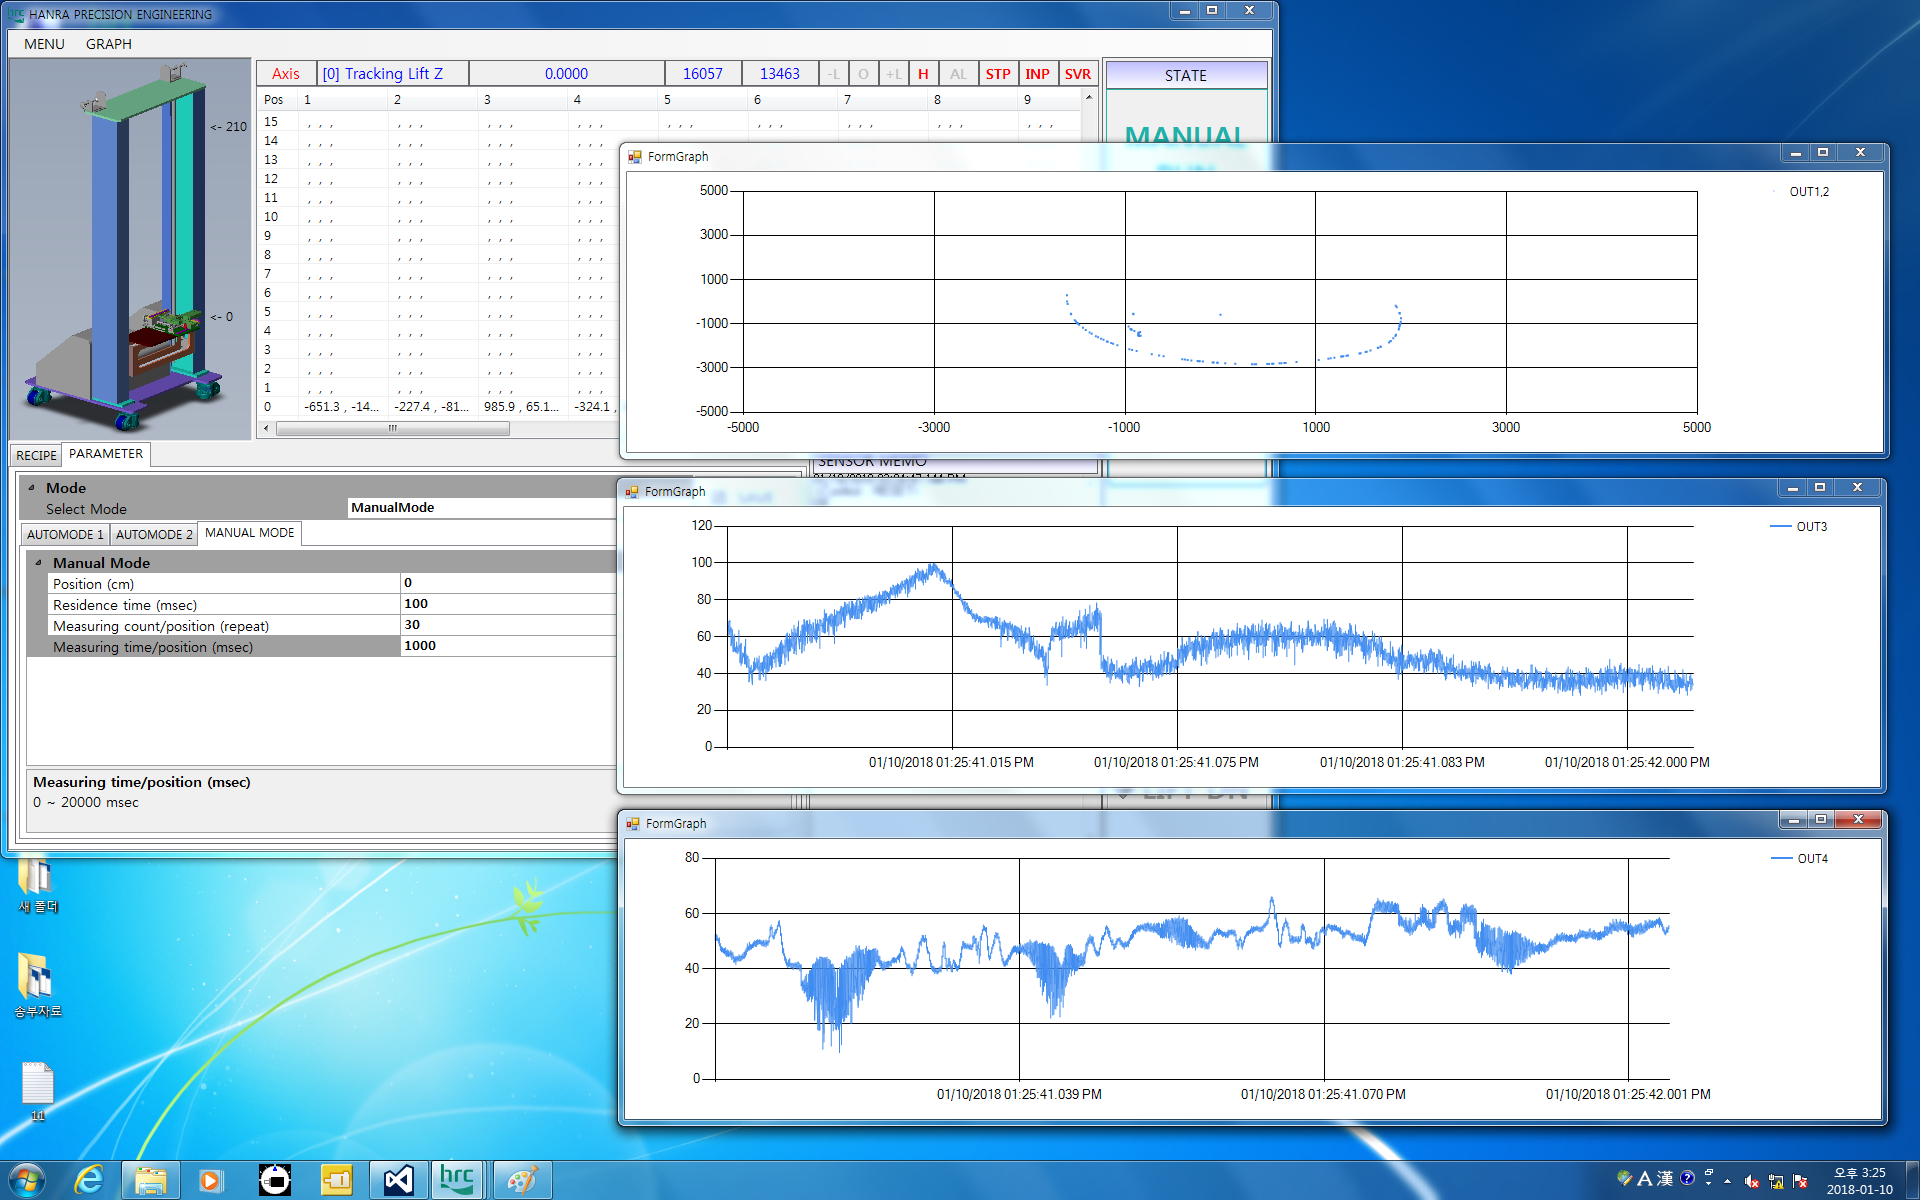 hrc HANRA PRECISION ENGINEERING
MENU GRAPH
<- 210
<- 0
Axis [0] Tracking Lift Z 0.0000 16057 13463 -L O +L H AL STP INP SVR
Pos 1 2 3 4 5 6 7 8 9
15 , , , , , , , , , , , , , , , , , , , , , , , , , , ,
14 , , , , , , , , , , , ,
13 , , , , , , , , , , , ,
12 , , , , , , , , , , , ,
11 , , , , , , , , , , , ,
10 , , , , , , , , , , , ,
9 , , , , , , , , , , , ,
8 , , , , , , , , , , , ,
7 , , , , , , , , , , , ,
6 , , , , , , , , , , , ,
5 , , , , , , , , , , , ,
4 , , , , , , , , , , , ,
3 , , , , , , , , , , , ,
2 , , , , , , , , , , , ,
1 , , , , , , , , , , , ,
0 -651.3 , -14... -227.4 , -81... 985.9 , 65.1... -324.1 ,
STATE
MANUAL
RECIPE PARAMETER
Mode
Select Mode ManualMode
AUTOMODE 1 AUTOMODE 2 MANUAL MODE
Manual Mode
Position (cm) 0
Residence time (msec) 100
Measuring count/position (repeat) 30
Measuring time/position (msec) 1000
Measuring time/position (msec)
0 ~ 20000 msec
SENSOR MEMO
LIFT DN
FormGraph
OUT1,2
5000
3000
1000
-1000
-3000
-5000
-5000 -3000 -1000 1000 3000 5000
FormGraph
OUT3
120
100
80
60
40
20
0
01/10/2018 01:25:41.015 PM 01/10/2018 01:25:41.075 PM 01/10/2018 01:25:41.083 PM 01/10/2018 01:25:42.000 PM
FormGraph
OUT4
80
60
40
20
0
01/10/2018 01:25:41.039 PM 01/10/2018 01:25:41.070 PM 01/10/2018 01:25:42.001 PM
새 폴더
송부자료
11
hrc
A 漢
오후 3:25
2018-01-10